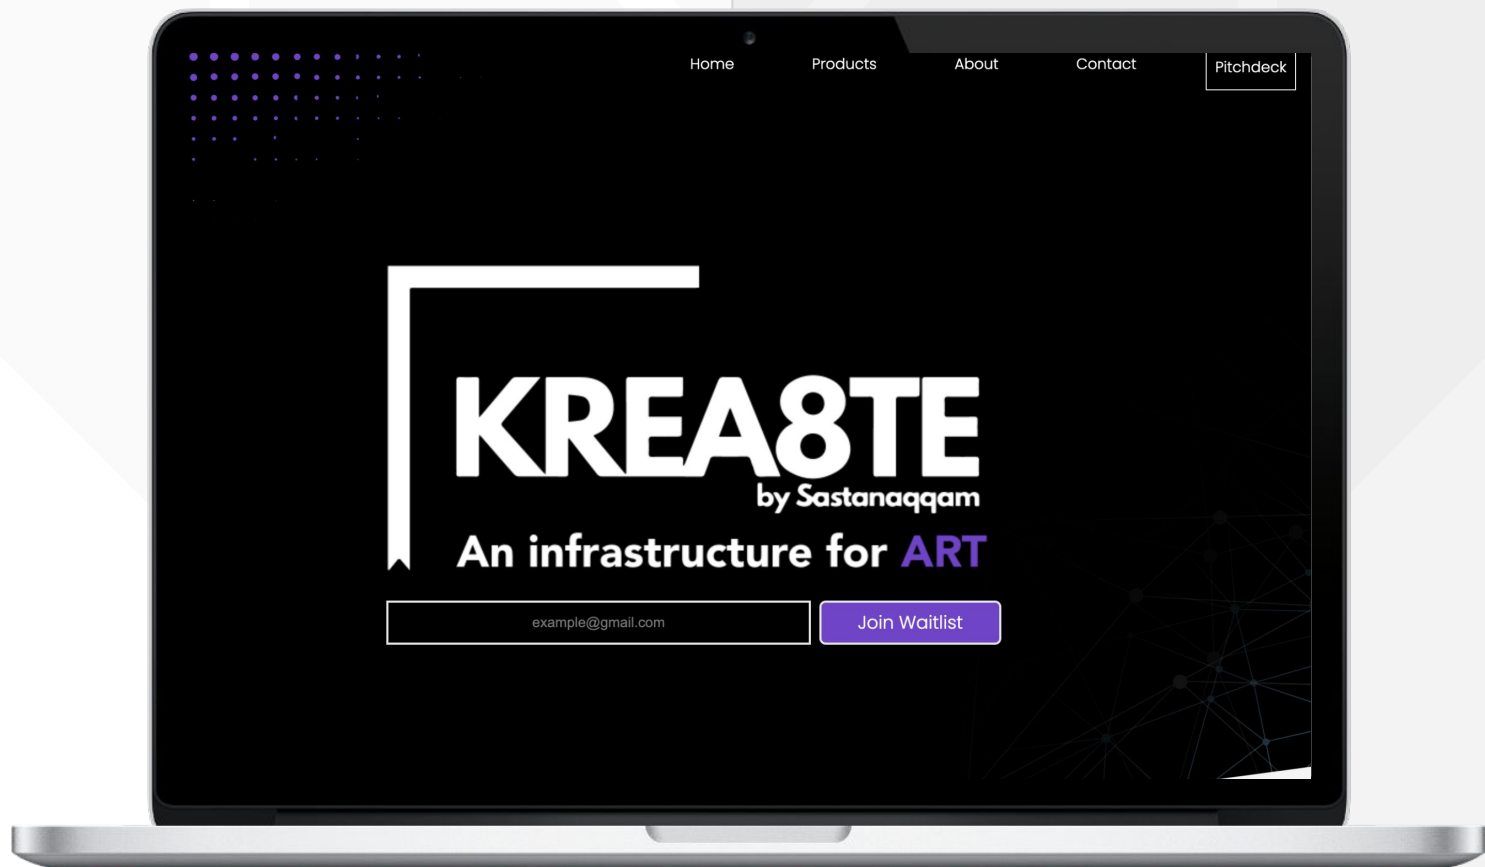 Home Products About Contact Pitchdeck
KREA8TE
by Sastanaqqam
An infrastructure for ART
example@gmail.com Join Waitlist